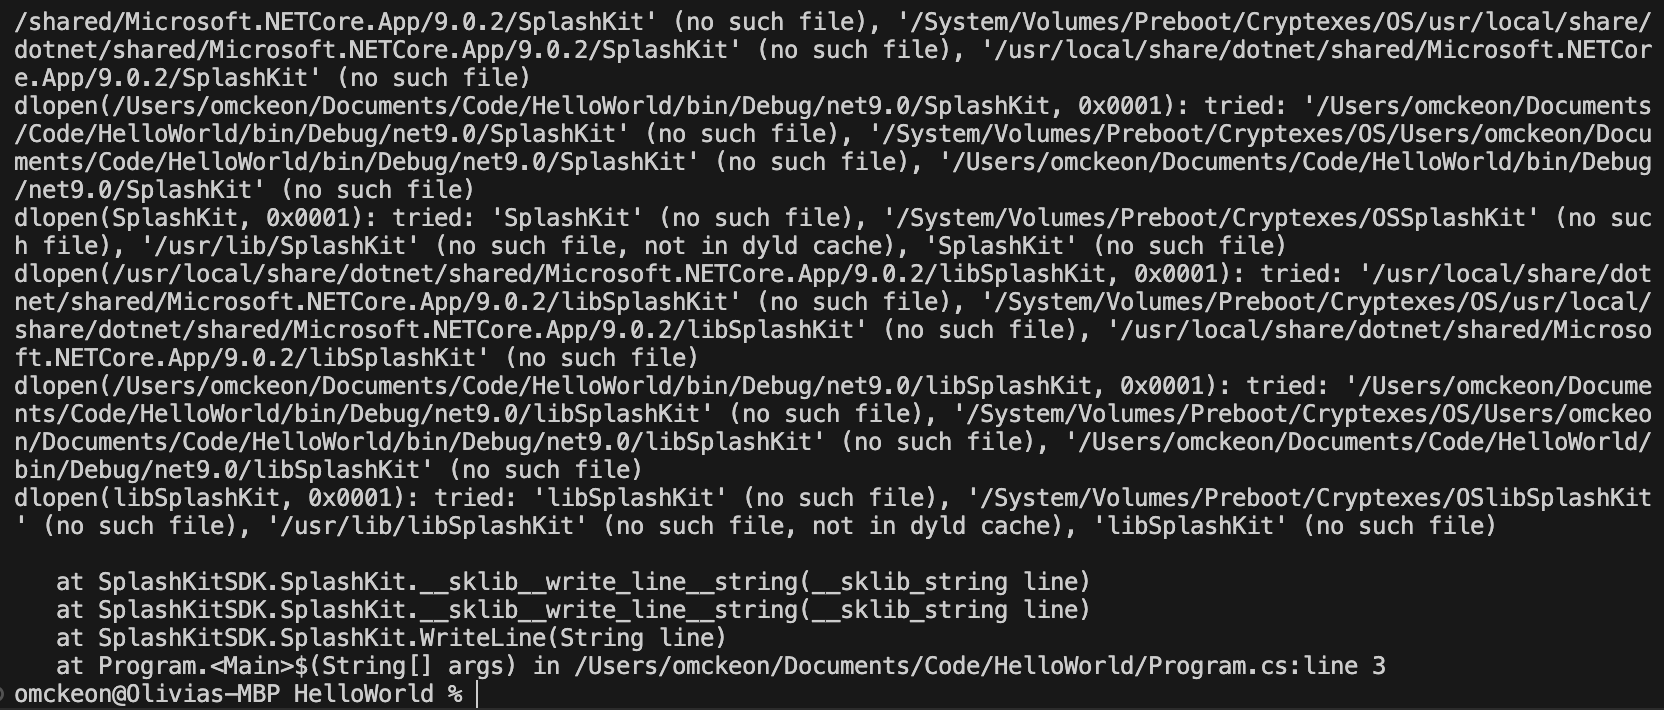 /shared/Microsoft.NETCore.App/9.0.2/SplashKit' (no such file), '/System/Volumes/Preboot/Cryptexes/OS/usr/local/share/
dotnet/shared/Microsoft.NETCore.App/9.0.2/SplashKit' (no such file), '/usr/local/share/dotnet/shared/Microsoft.NETCor
e.App/9.0.2/SplashKit' (no such file)
dlopen(/Users/omckeon/Documents/Code/HelloWorld/bin/Debug/net9.0/SplashKit, 0x0001): tried: '/Users/omckeon/Documents
/Code/HelloWorld/bin/Debug/net9.0/SplashKit' (no such file), '/System/Volumes/Preboot/Cryptexes/OS/Users/omckeon/Docu
ments/Code/HelloWorld/bin/Debug/net9.0/SplashKit' (no such file), '/Users/omckeon/Documents/Code/HelloWorld/bin/Debug
/net9.0/SplashKit' (no such file)
dlopen(SplashKit, 0x0001): tried: 'SplashKit' (no such file), '/System/Volumes/Preboot/Cryptexes/OSSplashKit' (no suc
h file), '/usr/lib/SplashKit' (no such file, not in dyld cache), 'SplashKit' (no such file)
dlopen(/usr/local/share/dotnet/shared/Microsoft.NETCore.App/9.0.2/libSplashKit, 0x0001): tried: '/usr/local/share/dot
net/shared/Microsoft.NETCore.App/9.0.2/libSplashKit' (no such file), '/System/Volumes/Preboot/Cryptexes/OS/usr/local/
share/dotnet/shared/Microsoft.NETCore.App/9.0.2/libSplashKit' (no such file), '/usr/local/share/dotnet/shared/Microso
ft.NETCore.App/9.0.2/libSplashKit' (no such file)
dlopen(/Users/omckeon/Documents/Code/HelloWorld/bin/Debug/net9.0/libSplashKit, 0x0001): tried: '/Users/omckeon/Docume
nts/Code/HelloWorld/bin/Debug/net9.0/libSplashKit' (no such file), '/System/Volumes/Preboot/Cryptexes/OS/Users/omckeo
n/Documents/Code/HelloWorld/bin/Debug/net9.0/libSplashKit' (no such file), '/Users/omckeon/Documents/Code/HelloWorld/
bin/Debug/net9.0/libSplashKit' (no such file)
dlopen(libSplashKit, 0x0001): tried: 'libSplashKit' (no such file), '/System/Volumes/Preboot/Cryptexes/OSlibSplashKit
' (no such file), '/usr/lib/libSplashKit' (no such file, not in dyld cache), 'libSplashKit' (no such file)
at SplashKitSDK.SplashKit.__sklib__write_line__string(__sklib_string line)
at SplashKitSDK.SplashKit.__sklib__write_line__string(__sklib_string line)
at SplashKitSDK.SplashKit.WriteLine(String line)
at Program.<Main>$(String[] args) in /Users/omckeon/Documents/Code/HelloWorld/Program.cs:line 3
omckeon@Olivias-MBP HelloWorld %